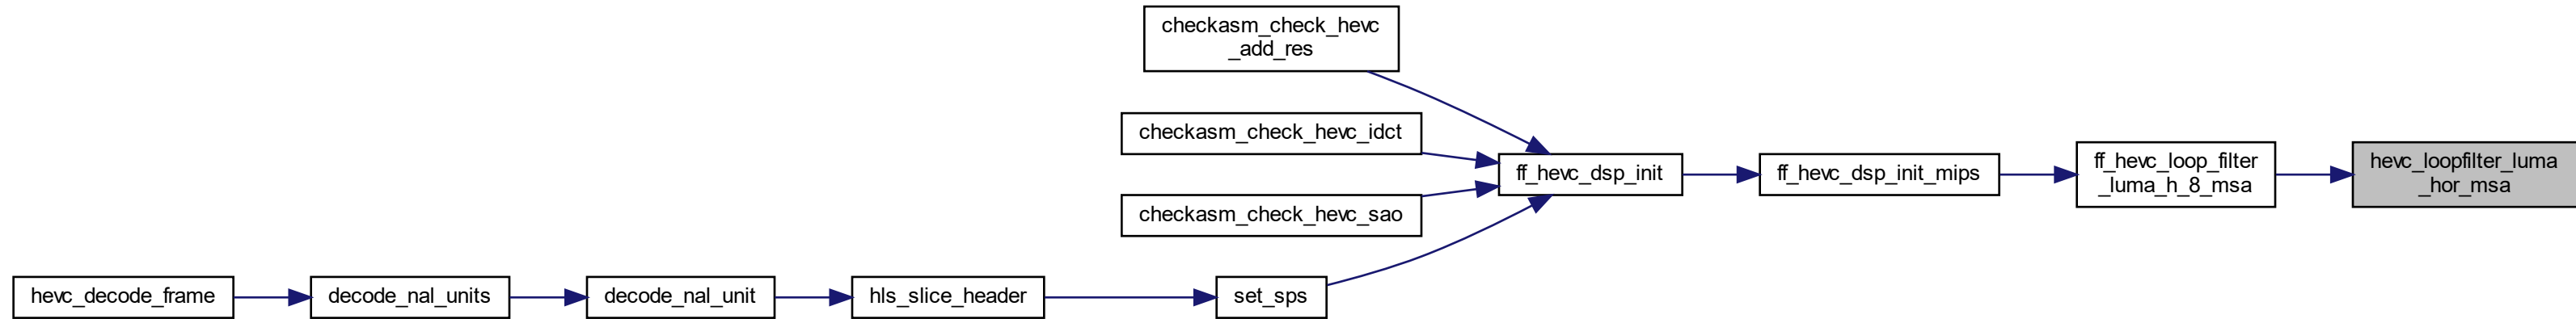 checkasm_check_hevc
_add_res
checkasm_check_hevc_idct
checkasm_check_hevc_sao
ff_hevc_dsp_init
ff_hevc_dsp_init_mips
ff_hevc_loop_filter
_luma_h_8_msa
hevc_loopfilter_luma
_hor_msa
hevc_decode_frame
decode_nal_units
decode_nal_unit
hls_slice_header
set_sps